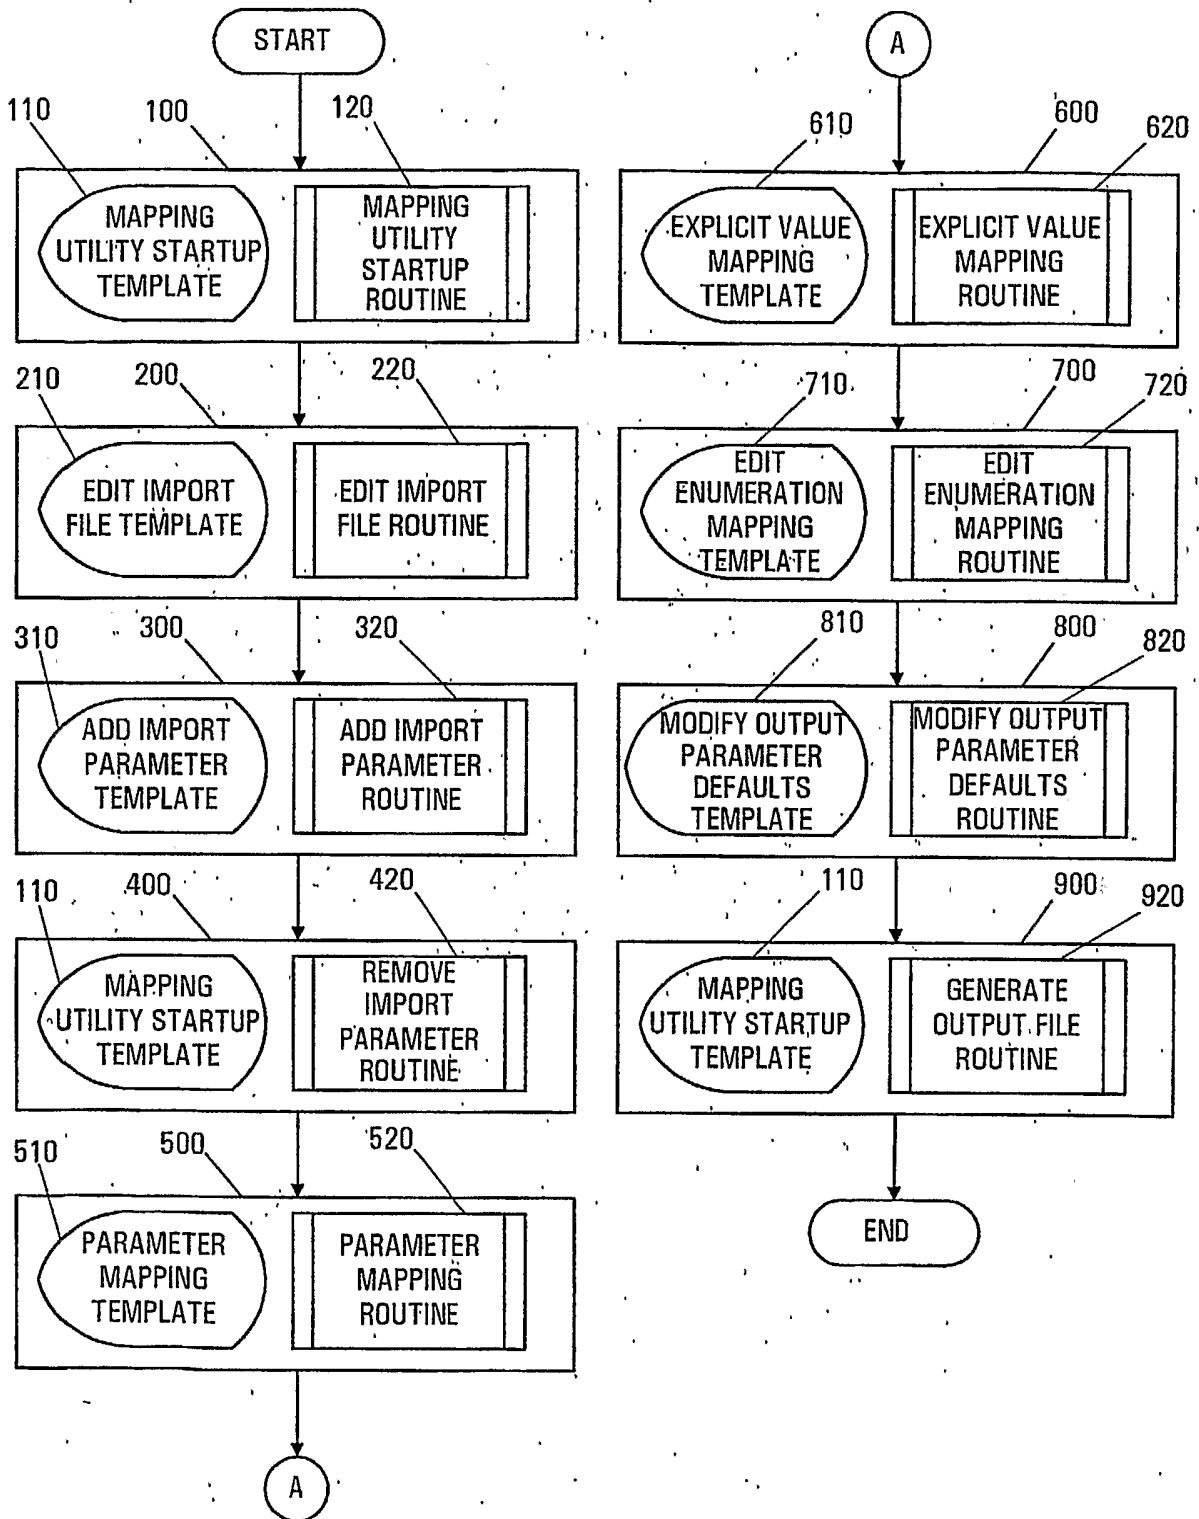 START
110
100
120
MAPPING
UTILITY STARTUP
TEMPLATE
MAPPING
UTILITY
STARTUP
ROUTINE
210
200
220
EDIT IMPORT
FILE TEMPLATE
EDIT IMPORT
FILE ROUTINE
310
300
320
ADD IMPORT
PARAMETER
TEMPLATE
ADD IMPORT
PARAMETER
ROUTINE
110
400
420
MAPPING
UTILITY STARTUP
TEMPLATE
REMOVE
IMPORT
PARAMETER
ROUTINE
510
500
520
PARAMETER
MAPPING
TEMPLATE
PARAMETER
MAPPING
ROUTINE
A
A
610
600
620
EXPLICIT VALUE
MAPPING
TEMPLATE
EXPLICIT VALUE
MAPPING
ROUTINE
710
700
720
EDIT
ENUMERATION
MAPPING
TEMPLATE
EDIT
ENUMERATION
MAPPING
ROUTINE
810
800
820
MODIFY OUTPUT
PARAMETER
DEFAULTS
TEMPLATE
MODIFY OUTPUT
PARAMETER
DEFAULTS
ROUTINE
110
900
920
MAPPING
UTILITY STARTUP
TEMPLATE
GENERATE
OUTPUT FILE
ROUTINE
END